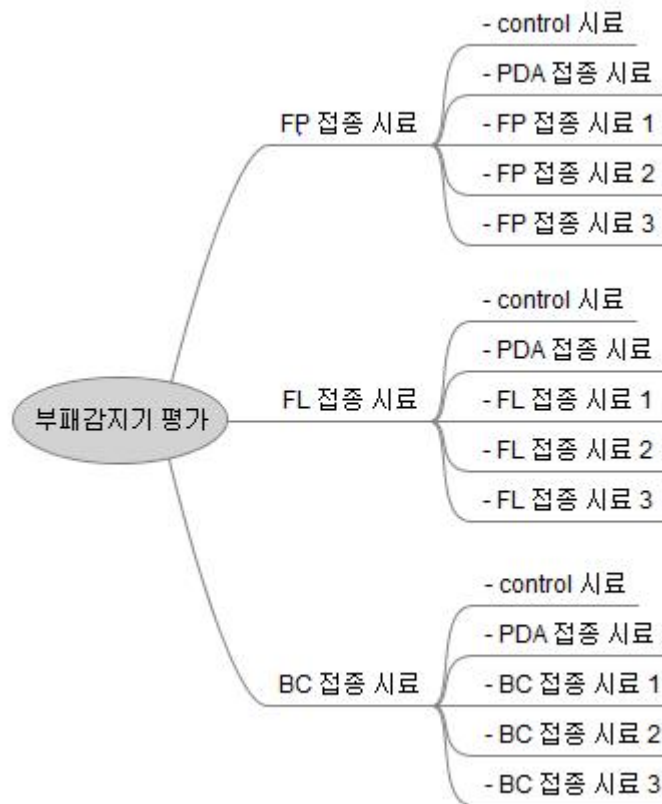 부패감지기 평가
FP 접종 시료
- control 시료
- PDA 접종 시료
- FP 접종 시료 1
- FP 접종 시료 2
- FP 접종 시료 3
FL 접종 시료
- control 시료
- PDA 접종 시료
- FL 접종 시료 1
- FL 접종 시료 2
- FL 접종 시료 3
BC 접종 시료
- control 시료
- PDA 접종 시료
- BC 접종 시료 1
- BC 접종 시료 2
- BC 접종 시료 3